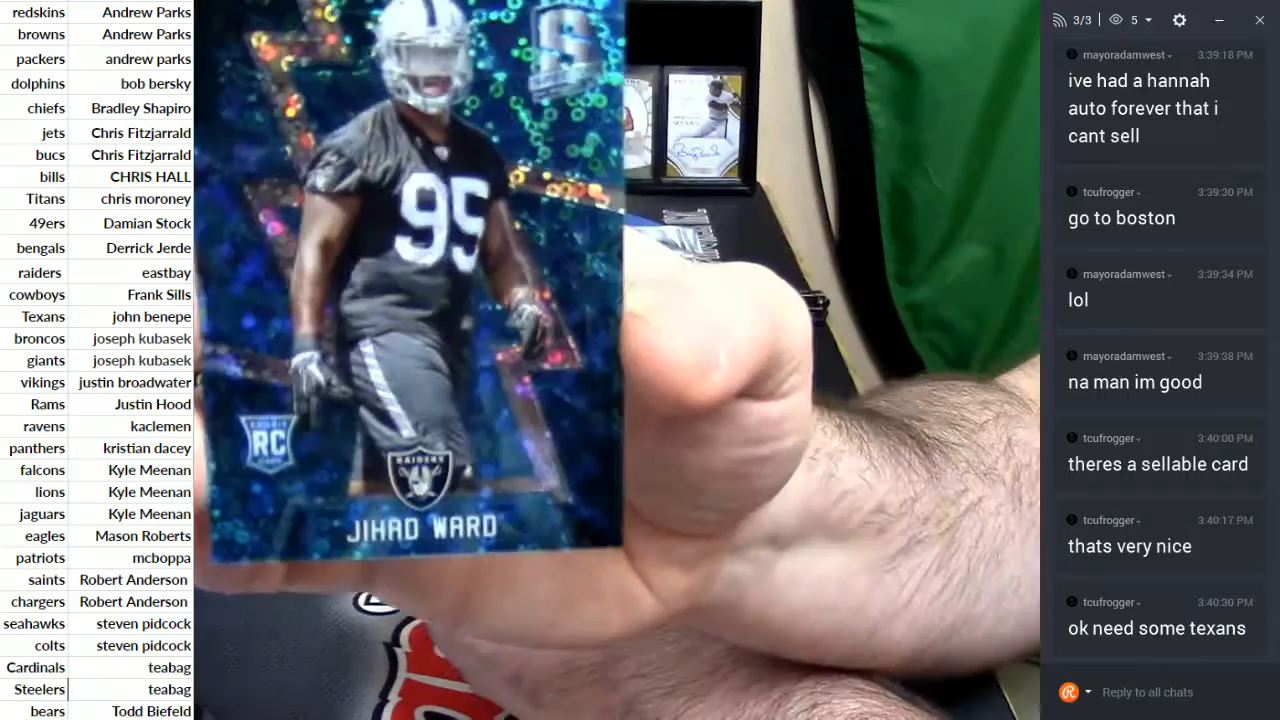 redskins Andrew Parks
browns Andrew Parks
packers andrew parks
dolphins bob bersky
chiefs Bradley Shapiro
jets Chris Fitzjarrald
bucs Chris Fitzjarrald
bills CHRIS HALL
Titans chris moroney
49ers Damian Stock
bengals Derrick Jerde
raiders eastbay
cowboys Frank Sills
Texans john benepe
broncos joseph kubasek
giants joseph kubasek
vikings justin broadwater
Rams Justin Hood
ravens kaclemen
panthers kristian dacey
falcons Kyle Meenan
lions Kyle Meenan
jaguars Kyle Meenan
eagles Mason Roberts
patriots mcboppa
saints Robert Anderson
chargers Robert Anderson
seahawks steven pidcock
colts steven pidcock
Cardinals teabag
Steelers teabag
bears Todd Biefeld
95
RC
RAIDERS
JIHAD WARD
3/3 5
mayoradamwest 3:39:18 PM
ive had a hannah
auto forever that i
cant sell
tcufrogger 3:39:30 PM
go to boston
mayoradamwest 3:39:34 PM
lol
mayoradamwest 3:39:38 PM
na man im good
tcufrogger 3:40:00 PM
theres a sellable card
tcufrogger 3:40:17 PM
thats very nice
tcufrogger 3:40:30 PM
ok need some texans
Reply to all chats